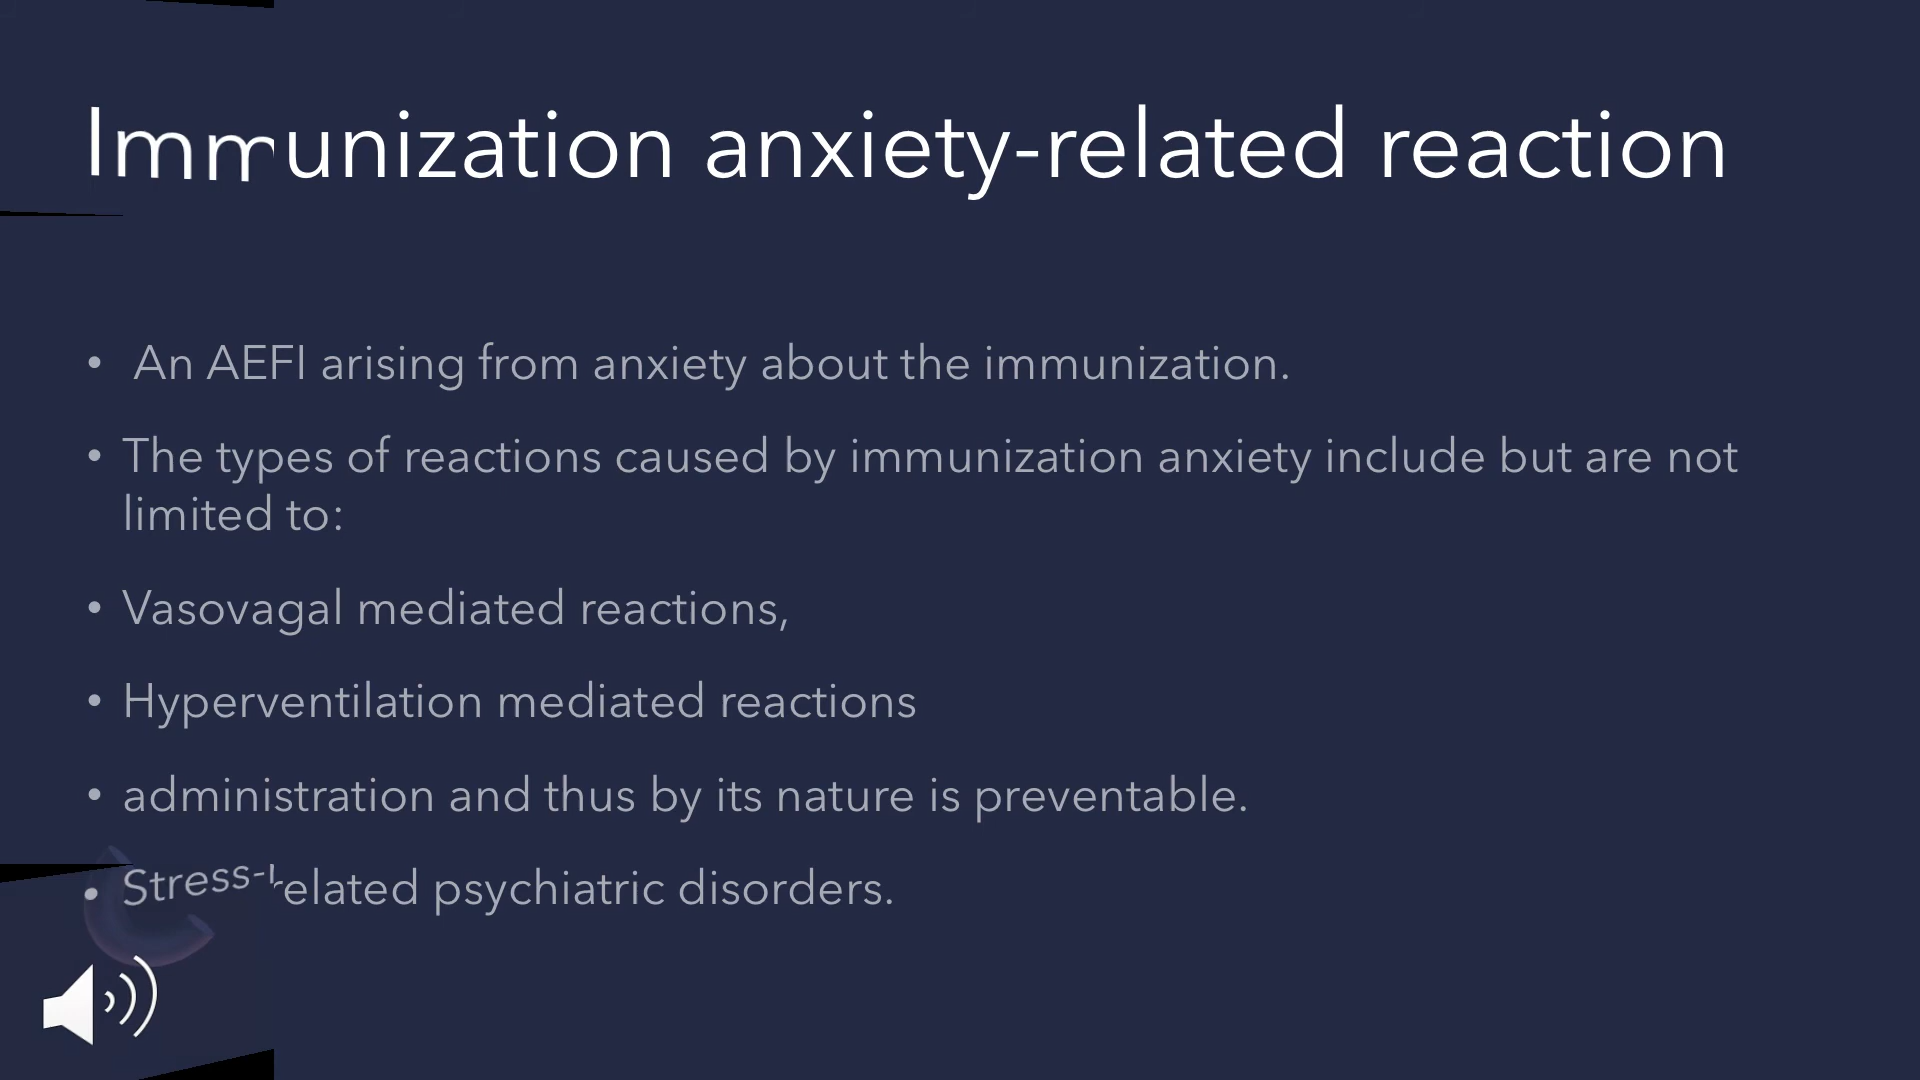 Immunization anxiety-related reaction
• An AEFI arising from anxiety about the immunization.
• The types of reactions caused by immunization anxiety include but are not
limited to:
• Vasovagal mediated reactions,
• Hyperventilation mediated reactions
• administration and thus by its nature is preventable.
• Stress-related psychiatric disorders.